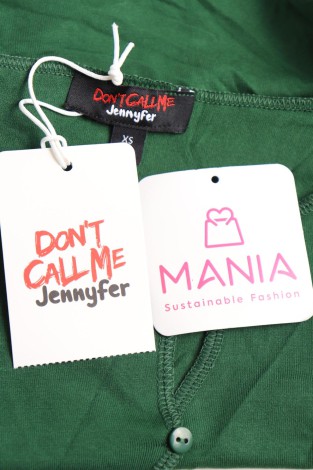 DON'T CALL ME
Jennyfer
XS
DON'T
CALL ME
Jennyfer
MANIA
Sustainable Fashion